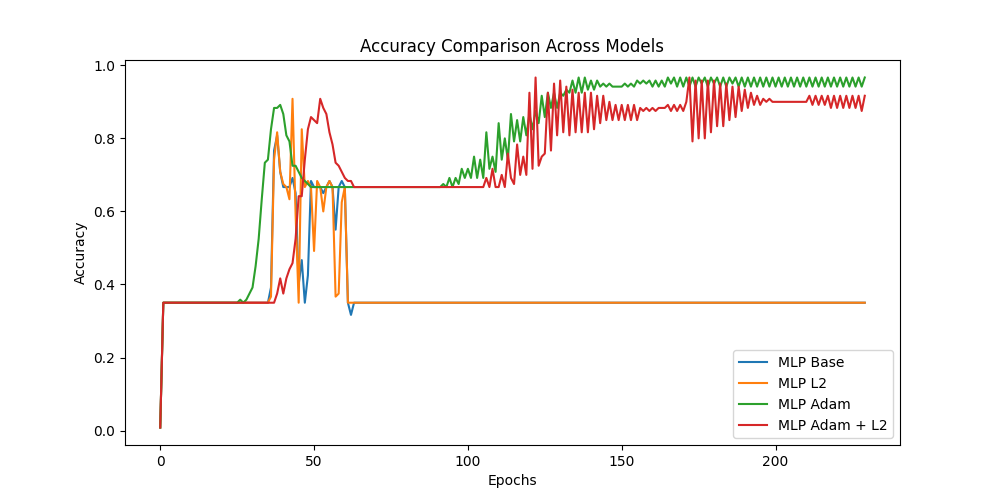 Accuracy Comparison Across Models
Accuracy
1.0
0.8
0.6
0.4
0.2
0.0
0 50 100 150 200
Epochs
MLP Base
MLP L2
MLP Adam
MLP Adam + L2